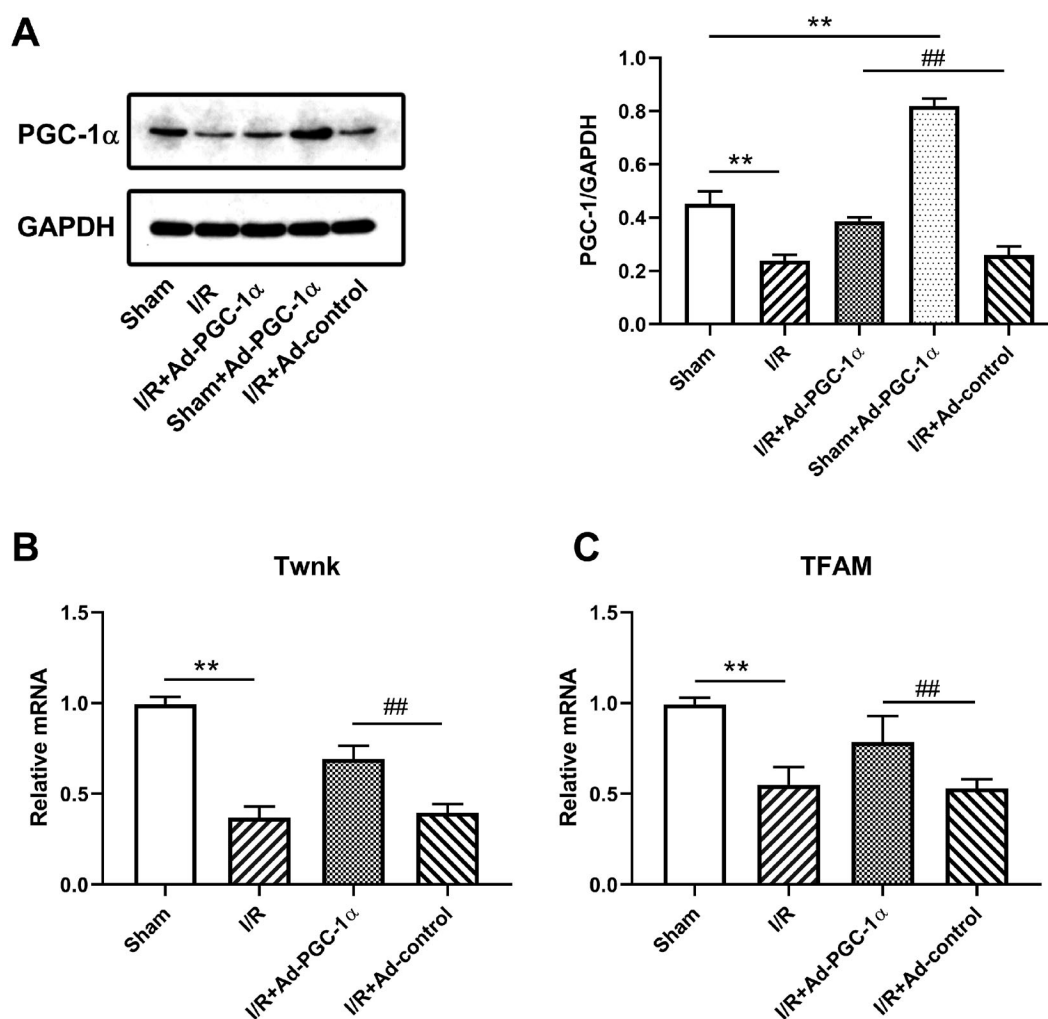 A
PGC-1α
GAPDH
Sham
I/R
I/R+Ad-PGC-1α
Sham+Ad-PGC-1α
I/R+Ad-control
PGC-1/GAPDH
1.0
0.8
0.6
0.4
0.2
0.0
**
**
##
Sham
I/R
I/R+Ad-PGC-1α
Sham+Ad-PGC-1α
I/R+Ad-control
B
Twnk
Relative mRNA
1.5
1.0
0.5
0.0
**
##
Sham
I/R
I/R+Ad-PGC-1α
I/R+Ad-control
C
TFAM
Relative mRNA
1.5
1.0
0.5
0.0
**
##
Sham
I/R
I/R+Ad-PGC-1α
I/R+Ad-control